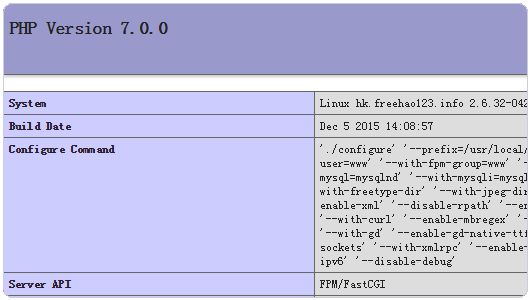 PHP Version 7.0.0
System Linux hk.freehao123.info 2.6.32-042
Build Date Dec 5 2015 14:08:57
Configure Command './configure' '--prefix=/usr/local/
user=www' '--with-fpm-group=www' '-
mysql=mysqlnd' '--with-mysqli=mysql
with-freetype-dir' '--with-jpeg-di
enable-xml' '--disable-rpath' '--e
'--with-curl' '--enable-mbregex' '-
'--with-gd' '--enable-gd-native-tt
sockets' '--with-xmlrpc' '--enable-
ipv6' '--disable-debug'
Server API FPM/FastCGI